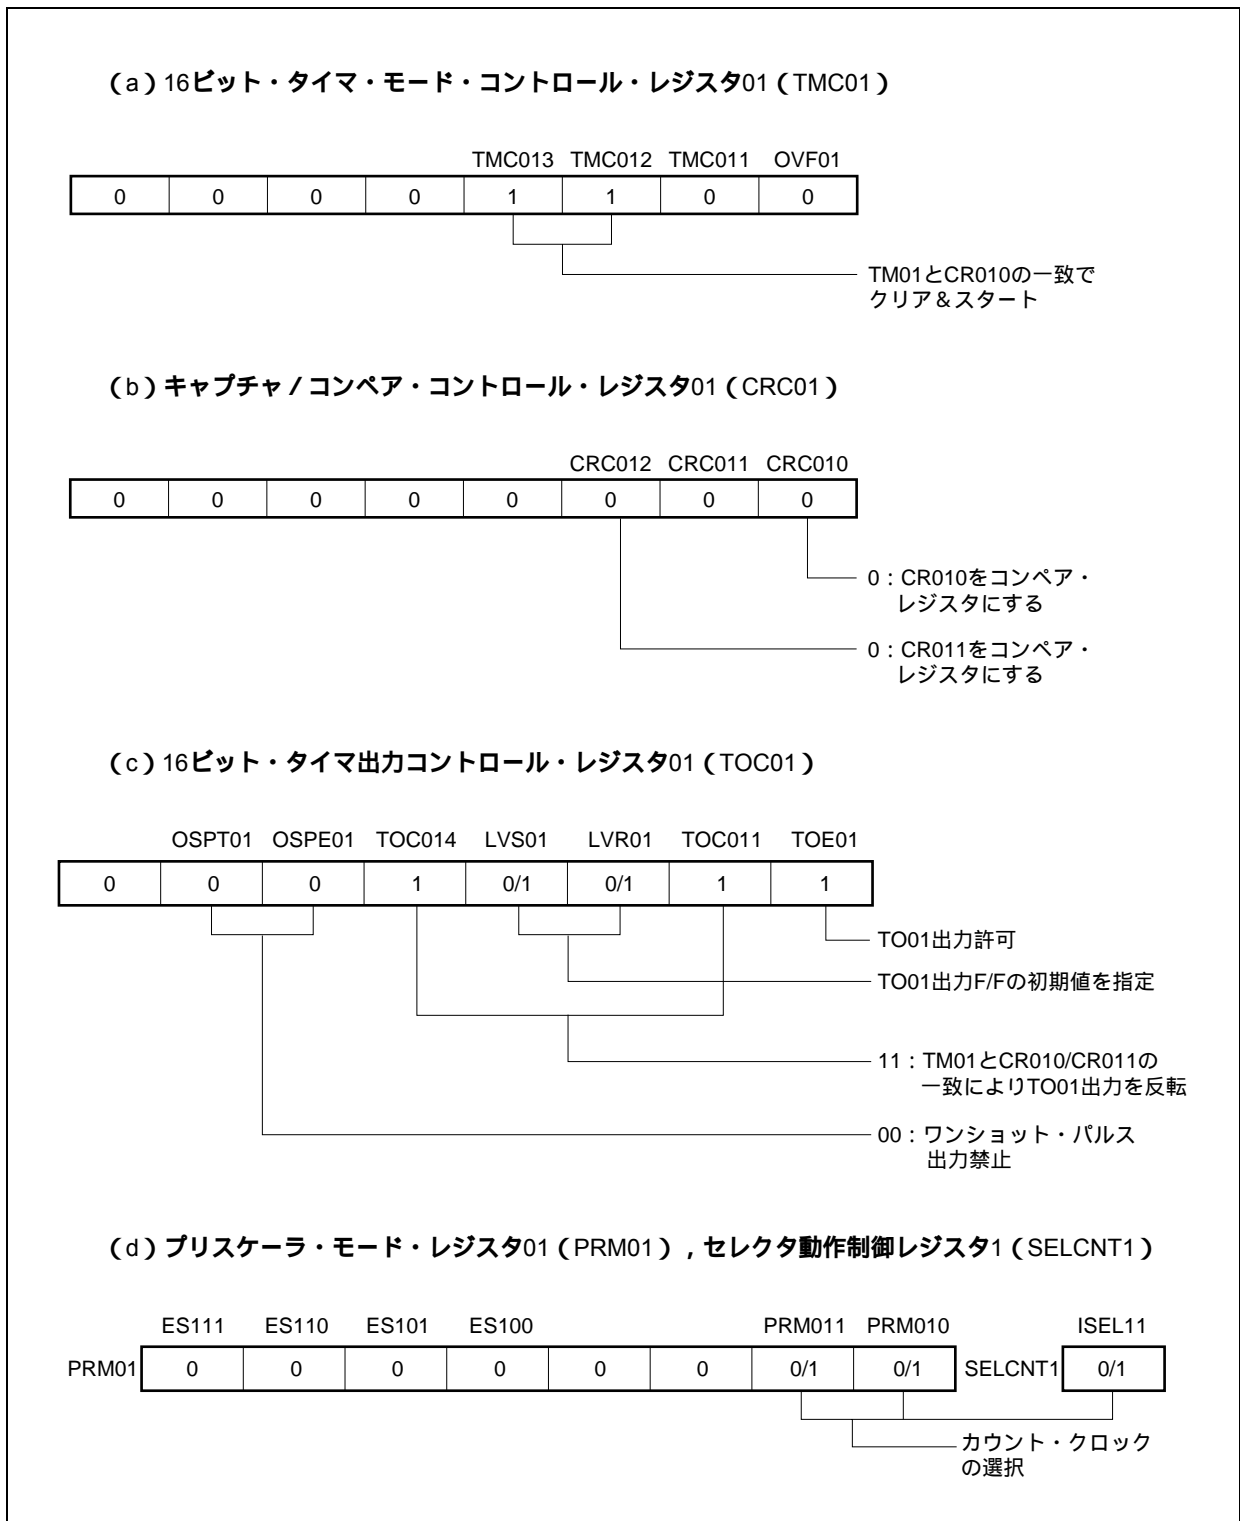 （a）16ビット・タイマ・モード・コントロール・レジスタ01（TMC01）
TMC013 TMC012 TMC011 OVF01
0 0 0 0 1 1 0 0
TM01とCR010の一致で
クリア＆スタート
（b）キャプチャ／コンペア・コントロール・レジスタ01（CRC01）
CRC012 CRC011 CRC010
0 0 0 0 0 0 0 0
0：CR010をコンペア・
レジスタにする
0：CR011をコンペア・
レジスタにする
（c）16ビット・タイマ出力コントロール・レジスタ01（TOC01）
OSPT01 OSPE01 TOC014 LVS01 LVR01 TOC011 TOE01
0 0 0 1 0/1 0/1 1 1
TO01出力許可
TO01出力F/Fの初期値を指定
11：TM01とCR010/CR011の
一致によりTO01出力を反転
00：ワンショット・パルス
出力禁止
（d）プリスケーラ・モード・レジスタ01（PRM01），セレクタ動作制御レジスタ1（SELCNT1）
ES111 ES110 ES101 ES100 PRM011 PRM010 ISEL11
PRM01 0 0 0 0 0 0 0/1 0/1 SELCNT1 0/1
カウント・クロック
の選択